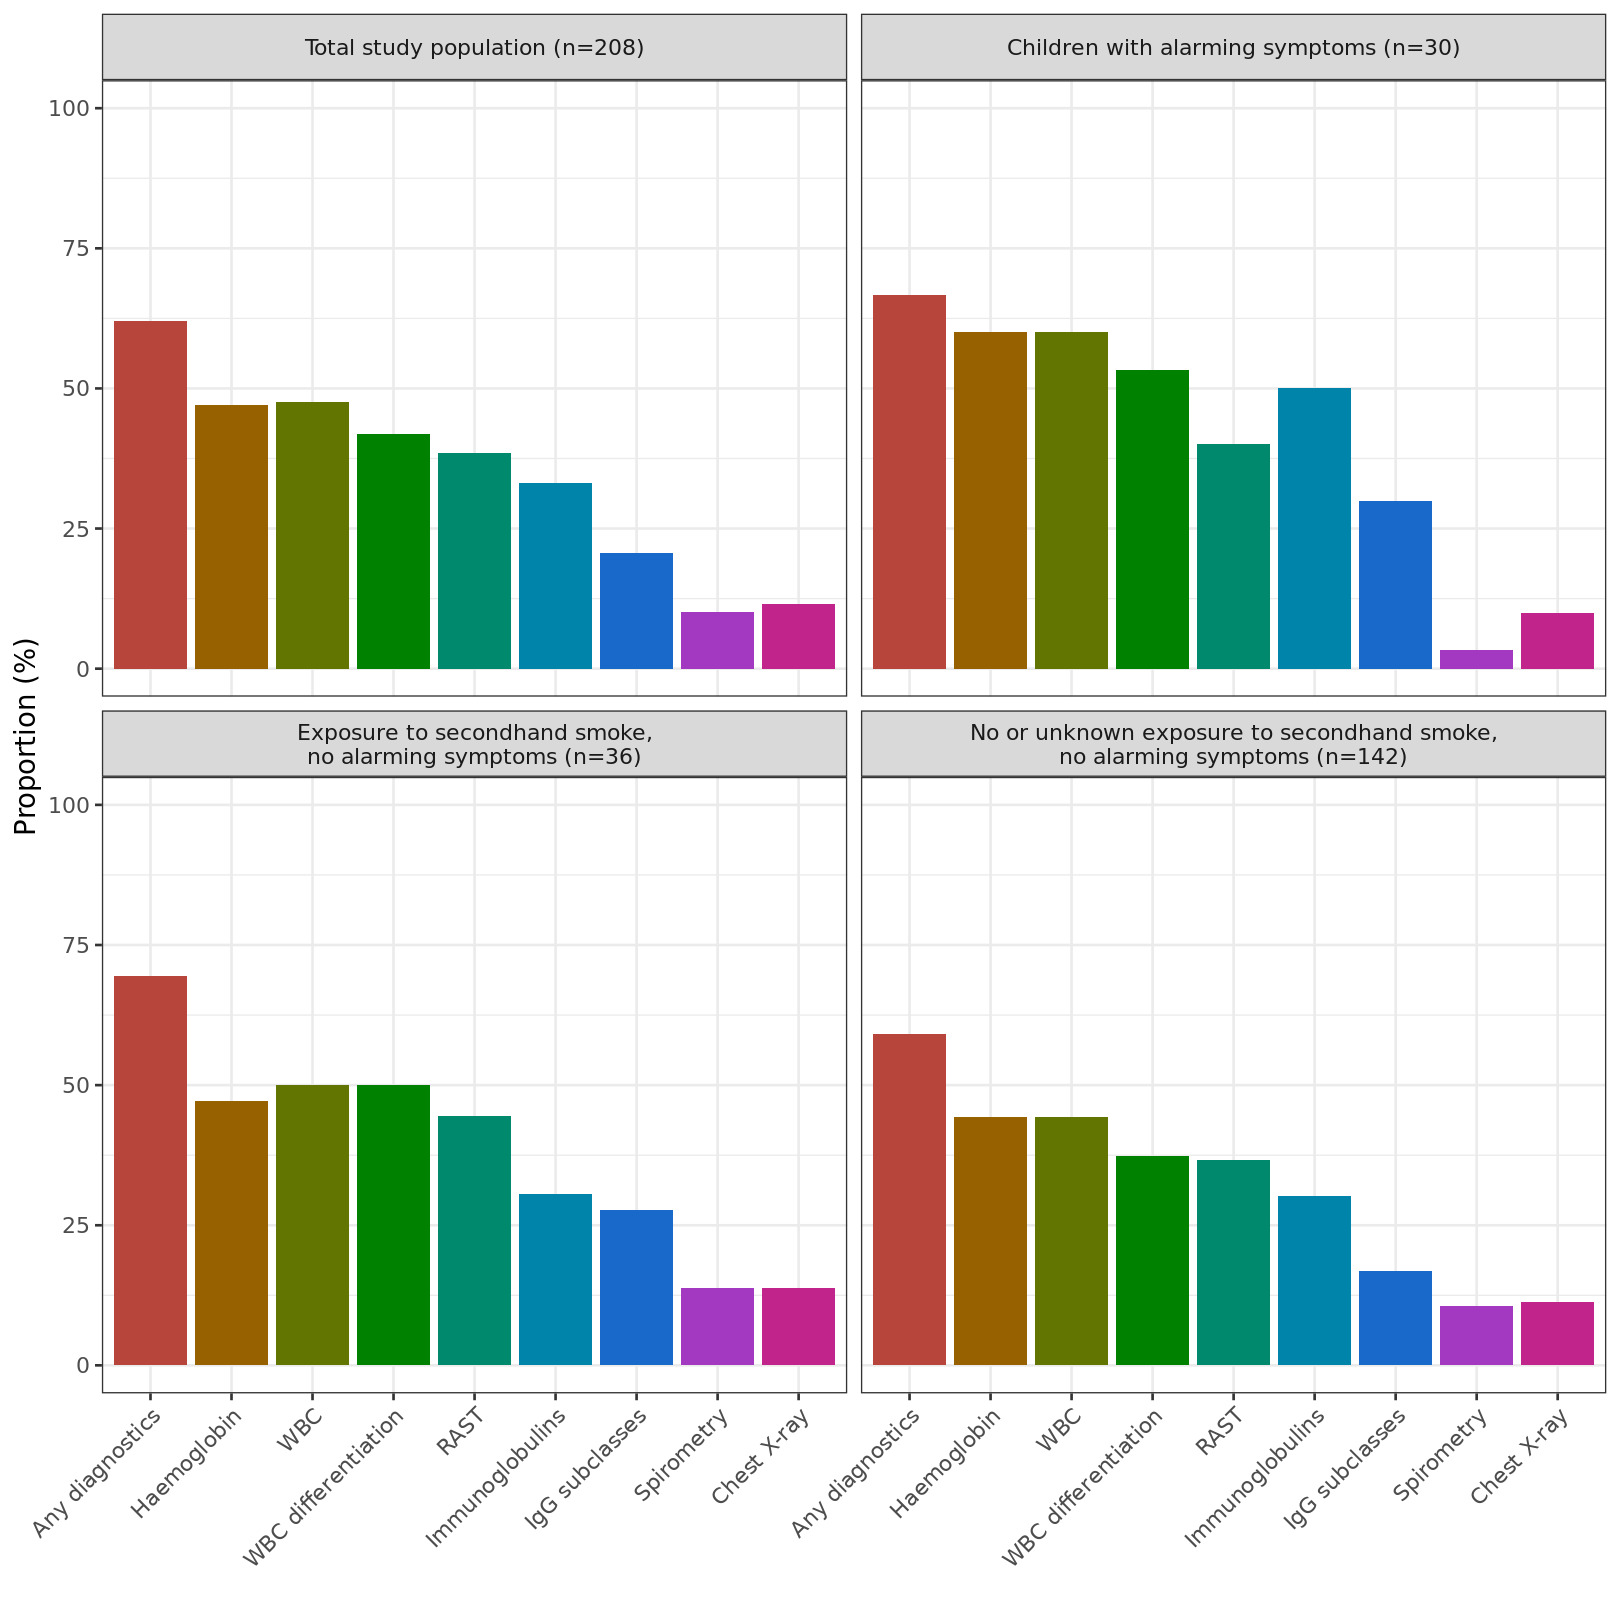 Total study population (n=208)
Children with alarming symptoms (n=30)
100
75
50
25
0
Proportion (%)
Exposure to secondhand smoke,
no alarming symptoms (n=36)
No or unknown exposure to secondhand smoke,
no alarming symptoms (n=142)
100
75
50
25
0
Any diagnostics
Haemoglobin
WBC
WBC differentiation
RAST
Immunoglobulins
IgG subclasses
Spirometry
Chest X-ray
Any diagnostics
Haemoglobin
WBC
WBC differentiation
RAST
Immunoglobulins
IgG subclasses
Spirometry
Chest X-ray